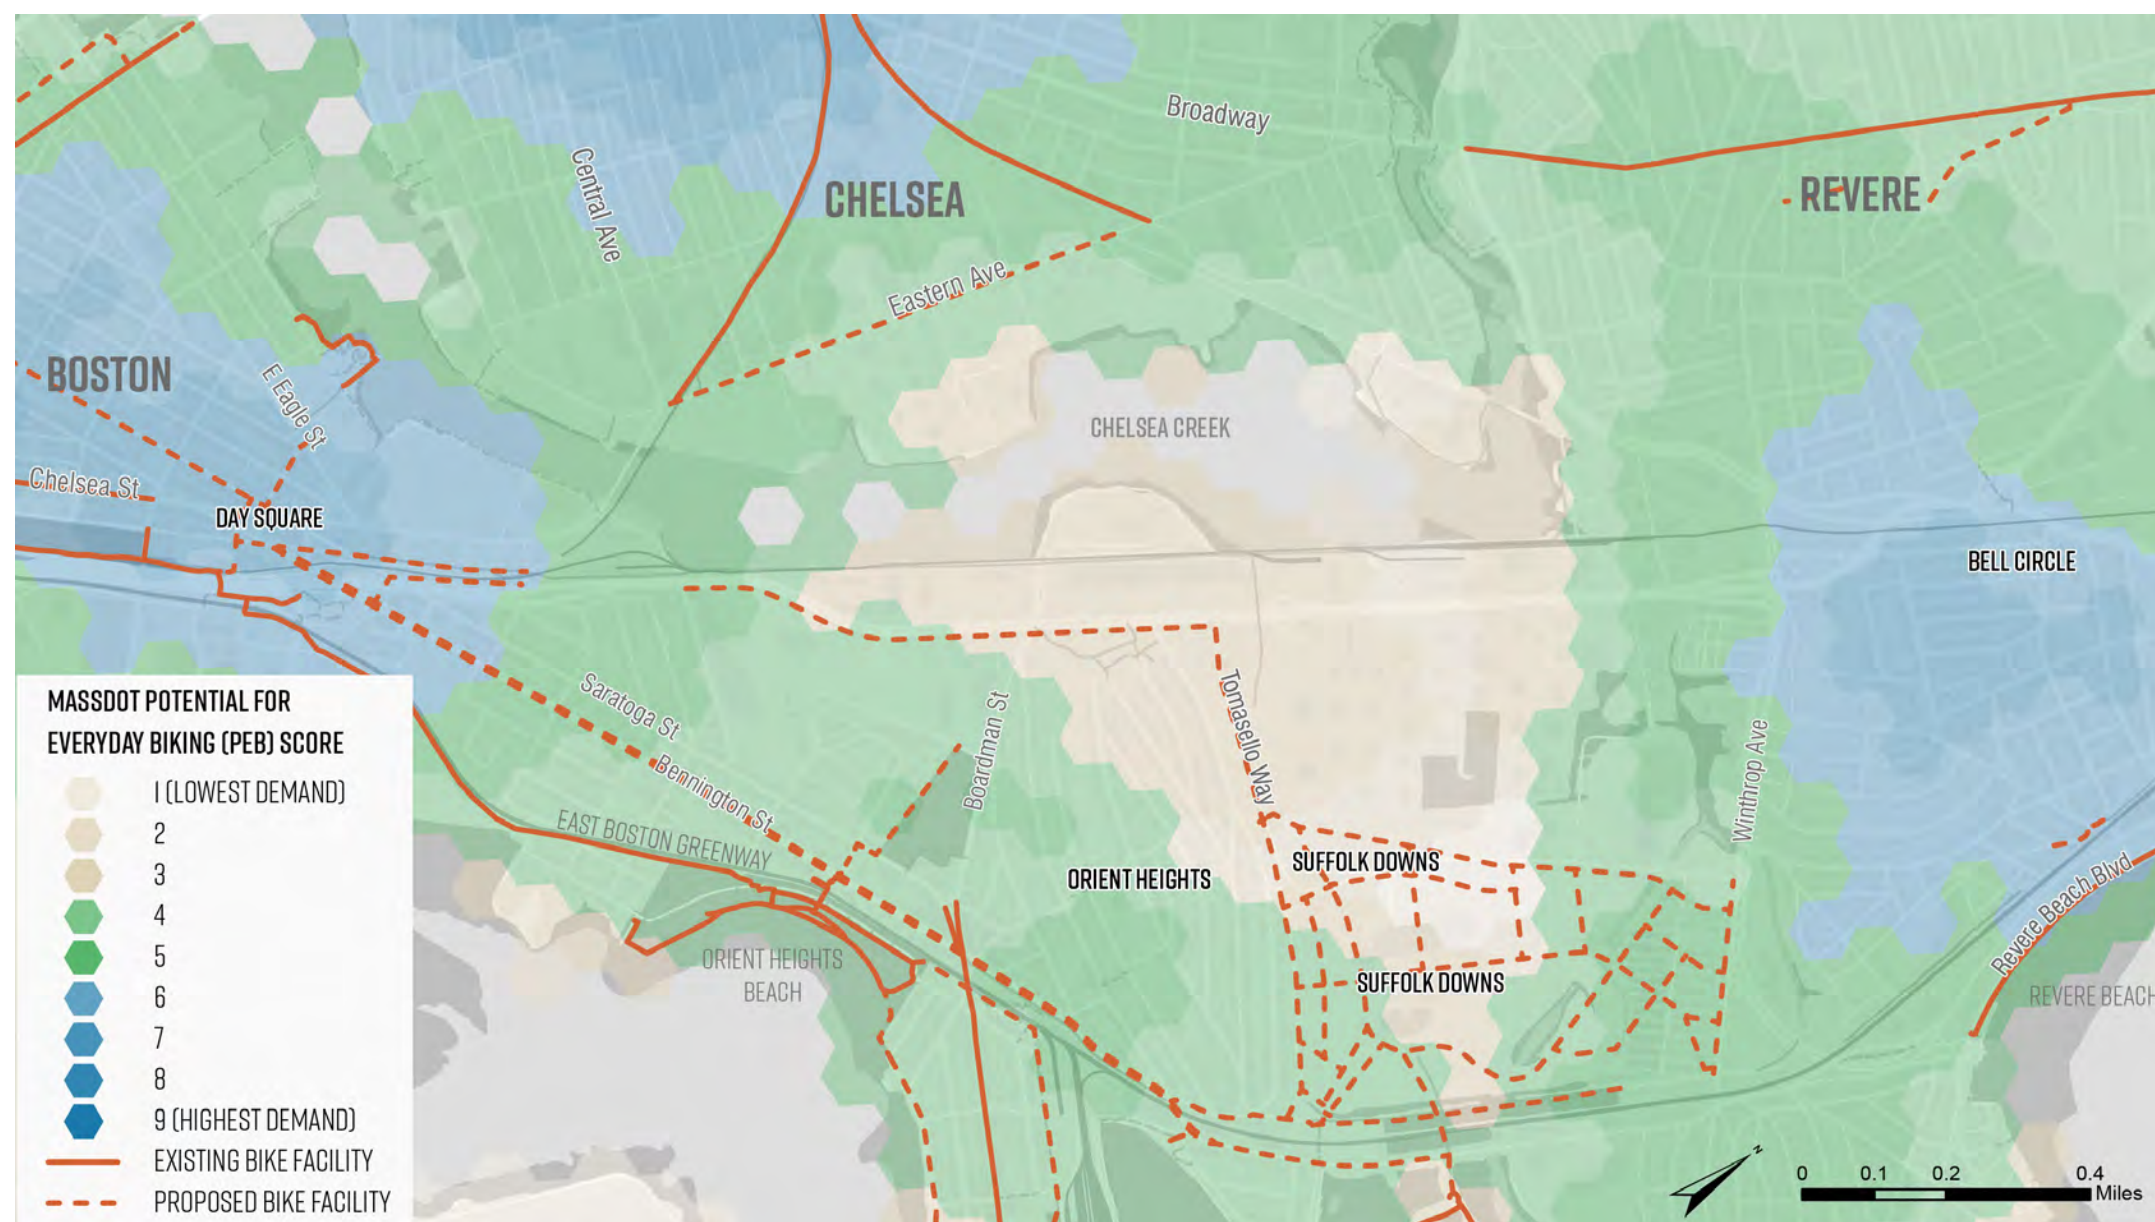 Broadway
Central Ave
CHELSEA
REVERE
Eastern Ave
BOSTON
E Eagle St
CHELSEA CREEK
Chelsea St
DAY SQUARE
BELL CIRCLE
Saratoga St
Boardman St
Tomasello Way
Winthrop Ave
Bennington St
EAST BOSTON GREENWAY
ORIENT HEIGHTS
SUFFOLK DOWNS
Revere Beach Blvd
ORIENT HEIGHTS
BEACH
SUFFOLK DOWNS
REVERE BEACH
MASSDOT POTENTIAL FOR
EVERYDAY BIKING (PEB) SCORE
1 (LOWEST DEMAND)
2
3
4
5
6
7
8
9 (HIGHEST DEMAND)
EXISTING BIKE FACILITY
PROPOSED BIKE FACILITY
N
0 0.1 0.2 0.4
Miles